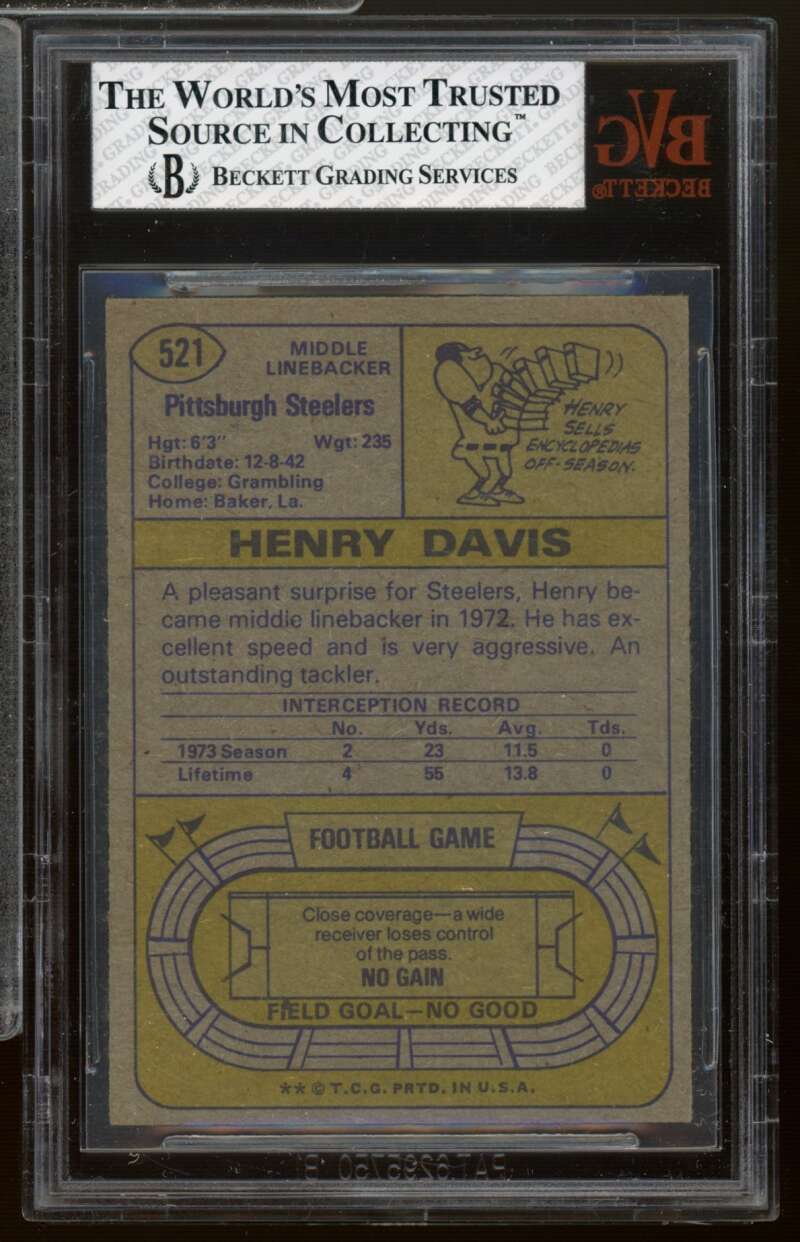 THE WORLD'S MOST TRUSTED
SOURCE IN COLLECTING™
B BECKETT GRADING SERVICES
BVG
BECKETT®
521
MIDDLE
LINEBACKER
Pittsburgh Steelers
Hgt: 6'3" Wgt: 235
Birthdate: 12-8-42
College: Grambling
Home: Baker, La.
HENRY
SELLS
ENCYCLOPEDIAS
OFF-SEASON.
HENRY DAVIS
A pleasant surprise for Steelers, Henry be-
came middle linebacker in 1972. He has ex-
cellent speed and is very aggressive. An
outstanding tackler.
INTERCEPTION RECORD
No. Yds. Avg. Tds.
1973 Season 2 23 11.5 0
Lifetime 4 55 13.8 0
FOOTBALL GAME
Close coverage—a wide
receiver loses control
of the pass.
NO GAIN
FIELD GOAL—NO GOOD
** © T.C.G. PRTD. IN U.S.A.
PAT.6295750 B